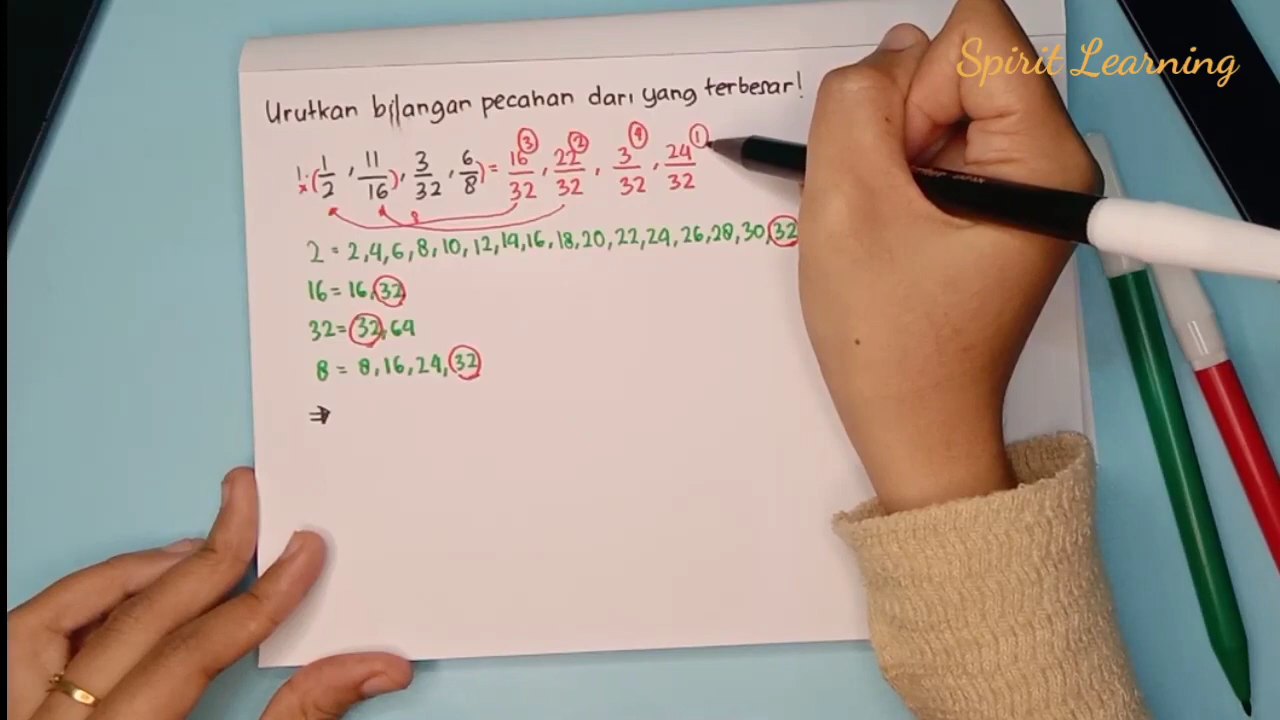 Spirit Learning
Urutkan bilangan pecahan dari yang terbesar!
1. × (1/2, 11/16), 3/32, 6/8) = 16/32 ③, 22/32 ②, 3/32 ④, 24/32 ①
8
2 = 2, 4, 6, 8, 10, 12, 14, 16, 18, 20, 22, 24, 26, 28, 30, 32
16 = 16, 32
32 = 32, 64
8 = 8, 16, 24, 32
⇒